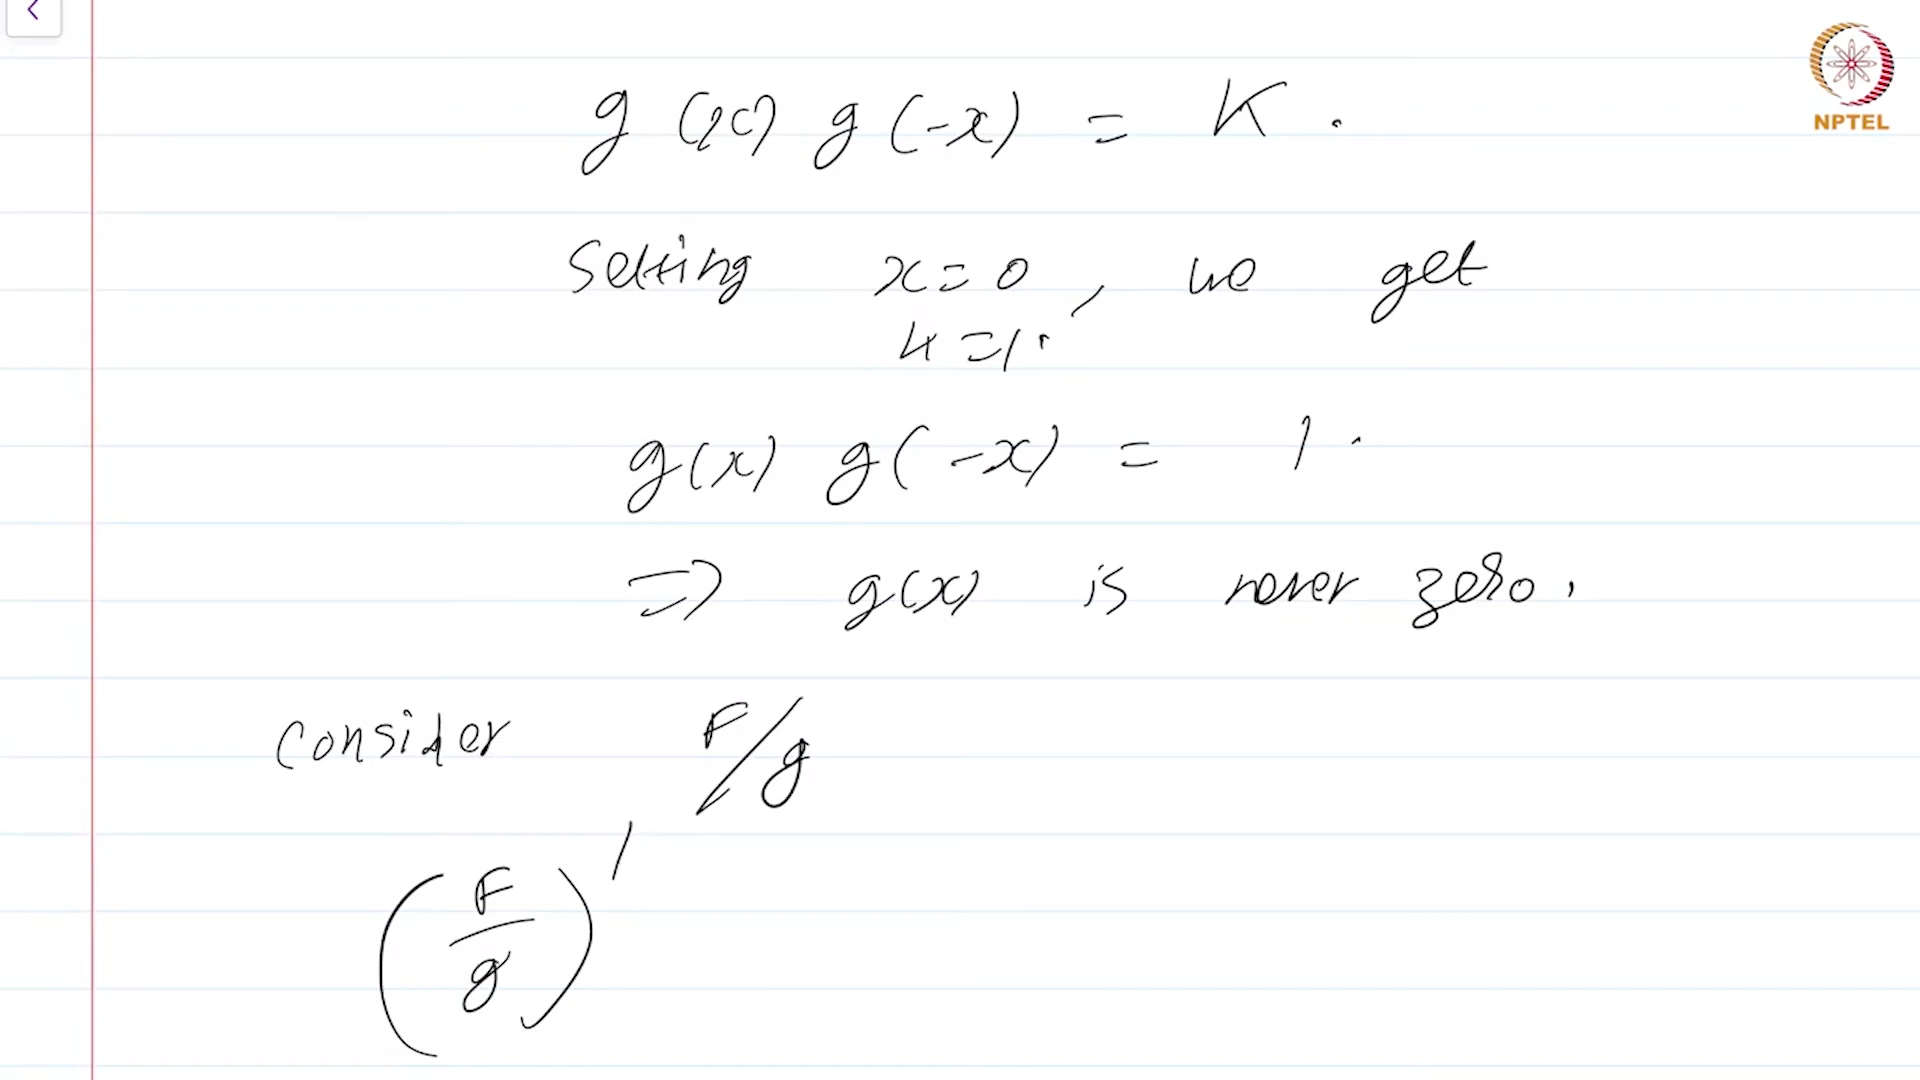 NPTEL
g(x) g(-x) = K.
Setting x=0, we get
K=1.
g(x) g(-x) = 1.
⇒ g(x) is never zero.
Consider F/g
(F/g)'